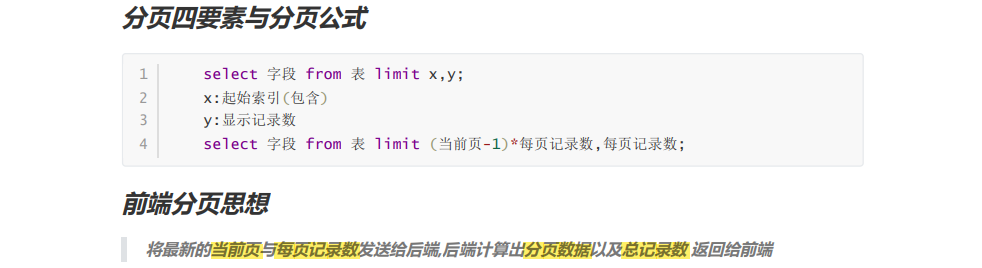 分页四要素与分页公式
1 select 字段 from 表 limit x,y;
2 x:起始索引(包含)
3 y:显示记录数
4 select 字段 from 表 limit (当前页-1)*每页记录数,每页记录数;
前端分页思想
将最新的当前页与每页记录数发送给后端,后端计算出分页数据以及总记录数 返回给前端